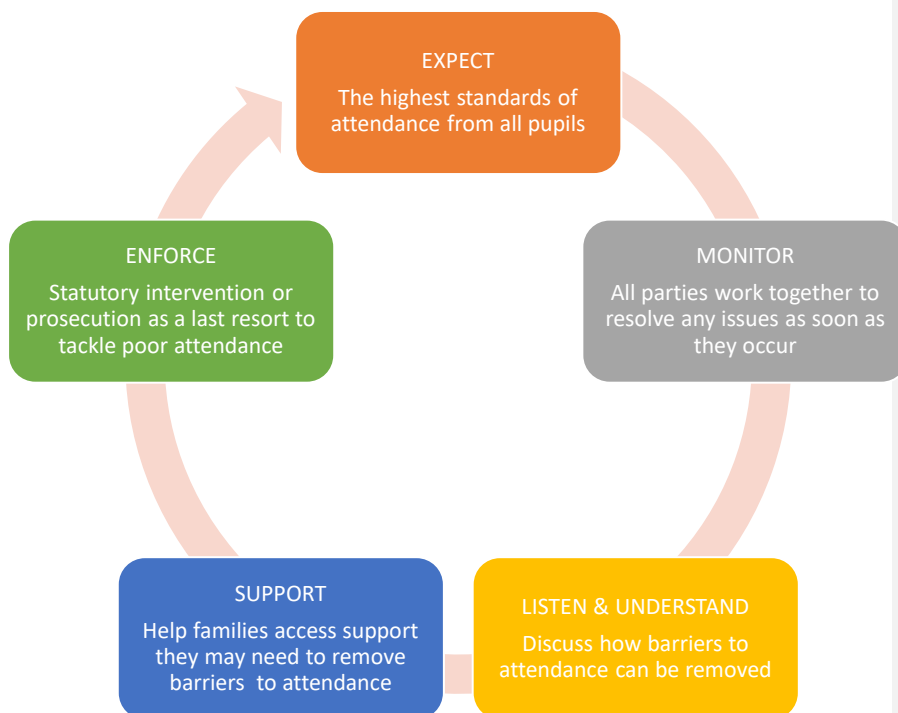 EXPECT
The highest standards of
attendance from all pupils
MONITOR
All parties work together to
resolve any issues as soon as
they occur
LISTEN & UNDERSTAND
Discuss how barriers to
attendance can be removed
SUPPORT
Help families access support
they may need to remove
barriers  to attendance
ENFORCE
Statutory intervention or
prosecution as a last resort to
tackle poor attendance